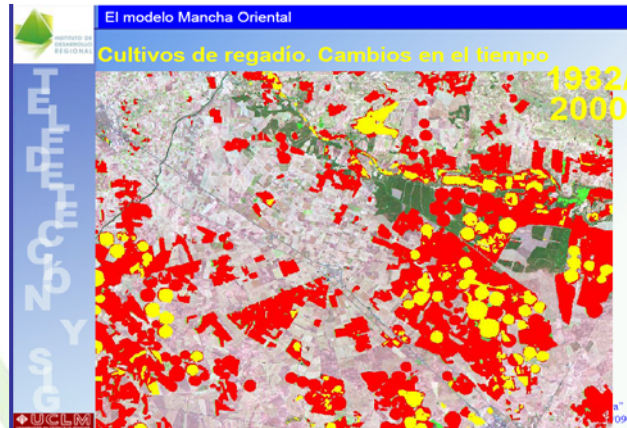 El modelo Mancha Oriental
INSTITUTO DE
DESARROLLO
REGIONAL
Cultivos de regadío. Cambios en el tiempo
1982/
2000
TELEDETECCIÓN Y SIG
UCLM
a"
09